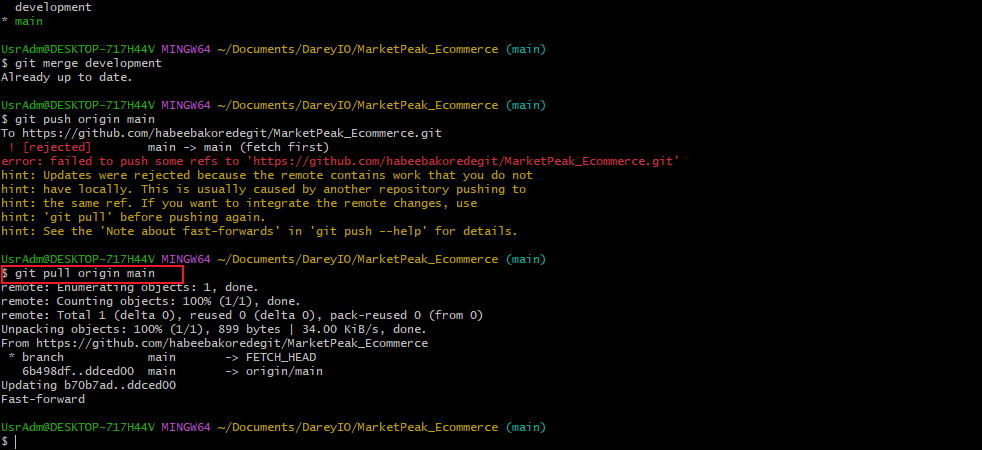 development
* main
UsrAdm@DESKTOP-717H44V MINGW64 ~/Documents/DareyIO/MarketPeak_Ecommerce (main)
$ git merge development
Already up to date.
UsrAdm@DESKTOP-717H44V MINGW64 ~/Documents/DareyIO/MarketPeak_Ecommerce (main)
$ git push origin main
To https://github.com/habeebakoredegit/MarketPeak_Ecommerce.git
! [rejected]        main -> main (fetch first)
error: failed to push some refs to 'https://github.com/habeebakoredegit/MarketPeak_Ecommerce.git'
hint: Updates were rejected because the remote contains work that you do not
hint: have locally. This is usually caused by another repository pushing to
hint: the same ref. If you want to integrate the remote changes, use
hint: 'git pull' before pushing again.
hint: See the 'Note about fast-forwards' in 'git push --help' for details.
UsrAdm@DESKTOP-717H44V MINGW64 ~/Documents/DareyIO/MarketPeak_Ecommerce (main)
$ git pull origin main
remote: Enumerating objects: 1, done.
remote: Counting objects: 100% (1/1), done.
remote: Total 1 (delta 0), reused 0 (delta 0), pack-reused 0 (from 0)
Unpacking objects: 100% (1/1), 899 bytes | 34.00 KiB/s, done.
From https://github.com/habeebakoredegit/MarketPeak_Ecommerce
* branch            main       -> FETCH_HEAD
6b498df..ddced00  main       -> origin/main
Updating b70b7ad..ddced00
Fast-forward
UsrAdm@DESKTOP-717H44V MINGW64 ~/Documents/DareyIO/MarketPeak_Ecommerce (main)
$